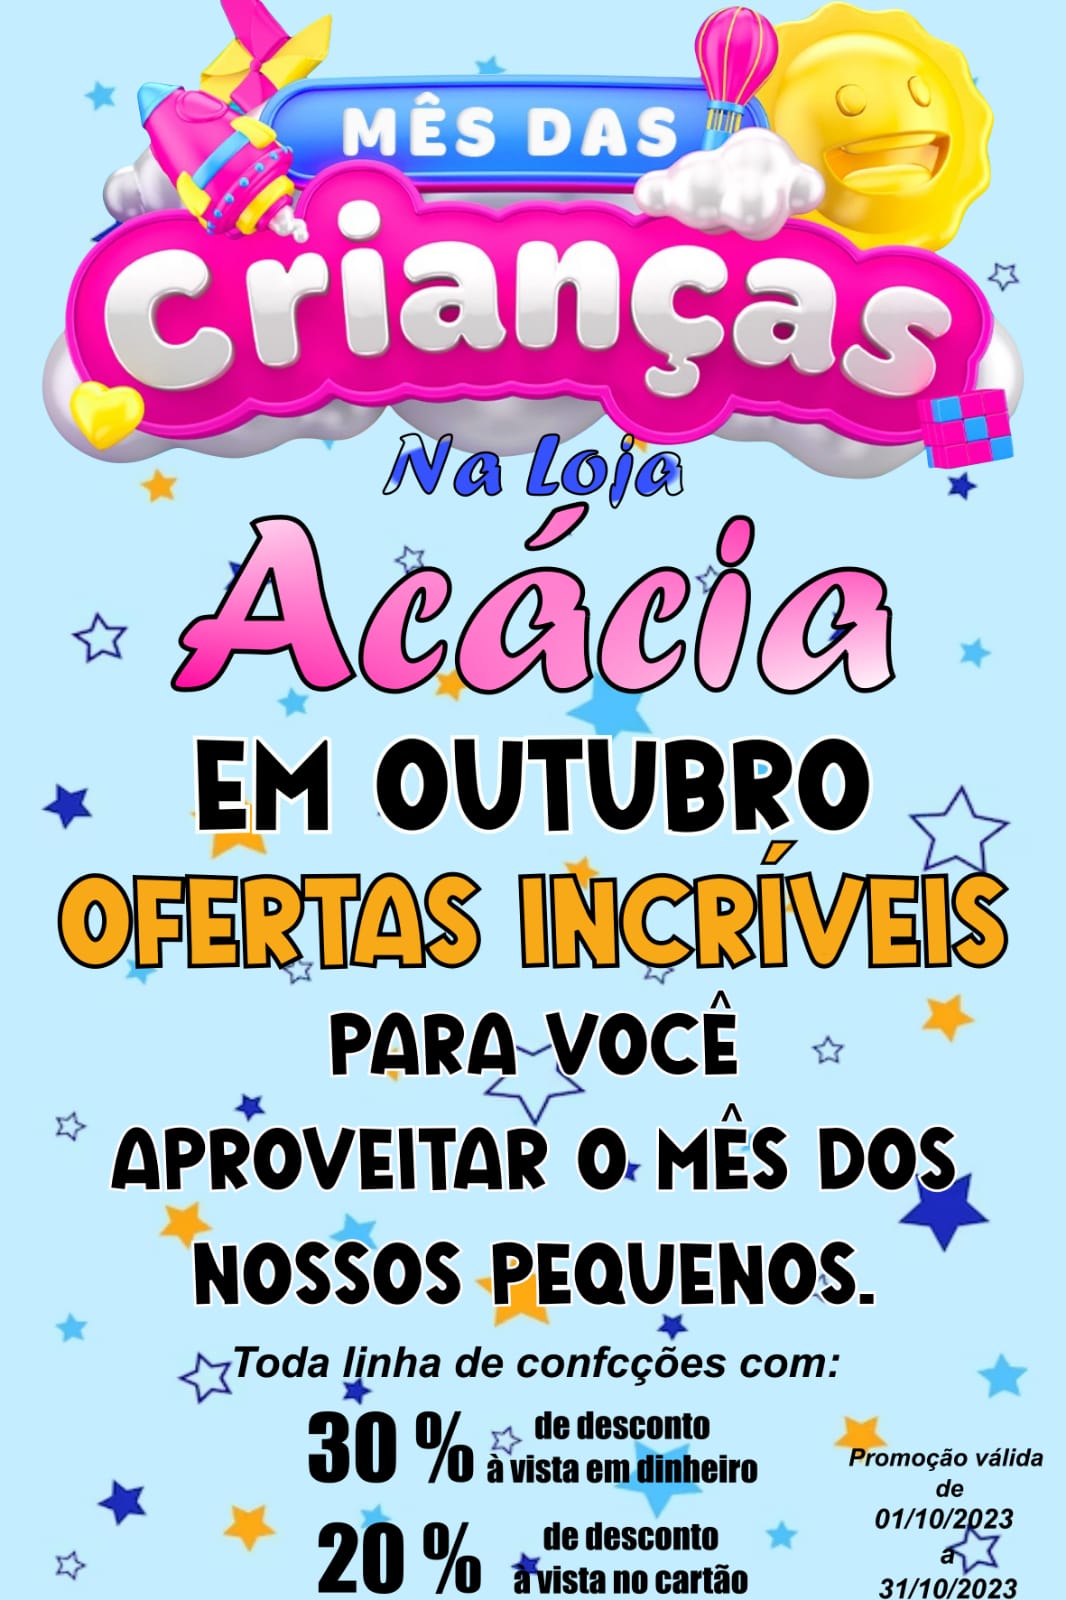 MÊS DAS
Crianças
Na Loja
Acácia
EM OUTUBRO
OFERTAS INCRÍVEIS
PARA VOCÊ
APROVEITAR O MÊS DOS
NOSSOS PEQUENOS.
Toda linha de confcções com:
30 % de desconto
à vista em dinheiro
20 % de desconto
à vista no cartão
Promoção válida
de
01/10/2023
a
31/10/2023